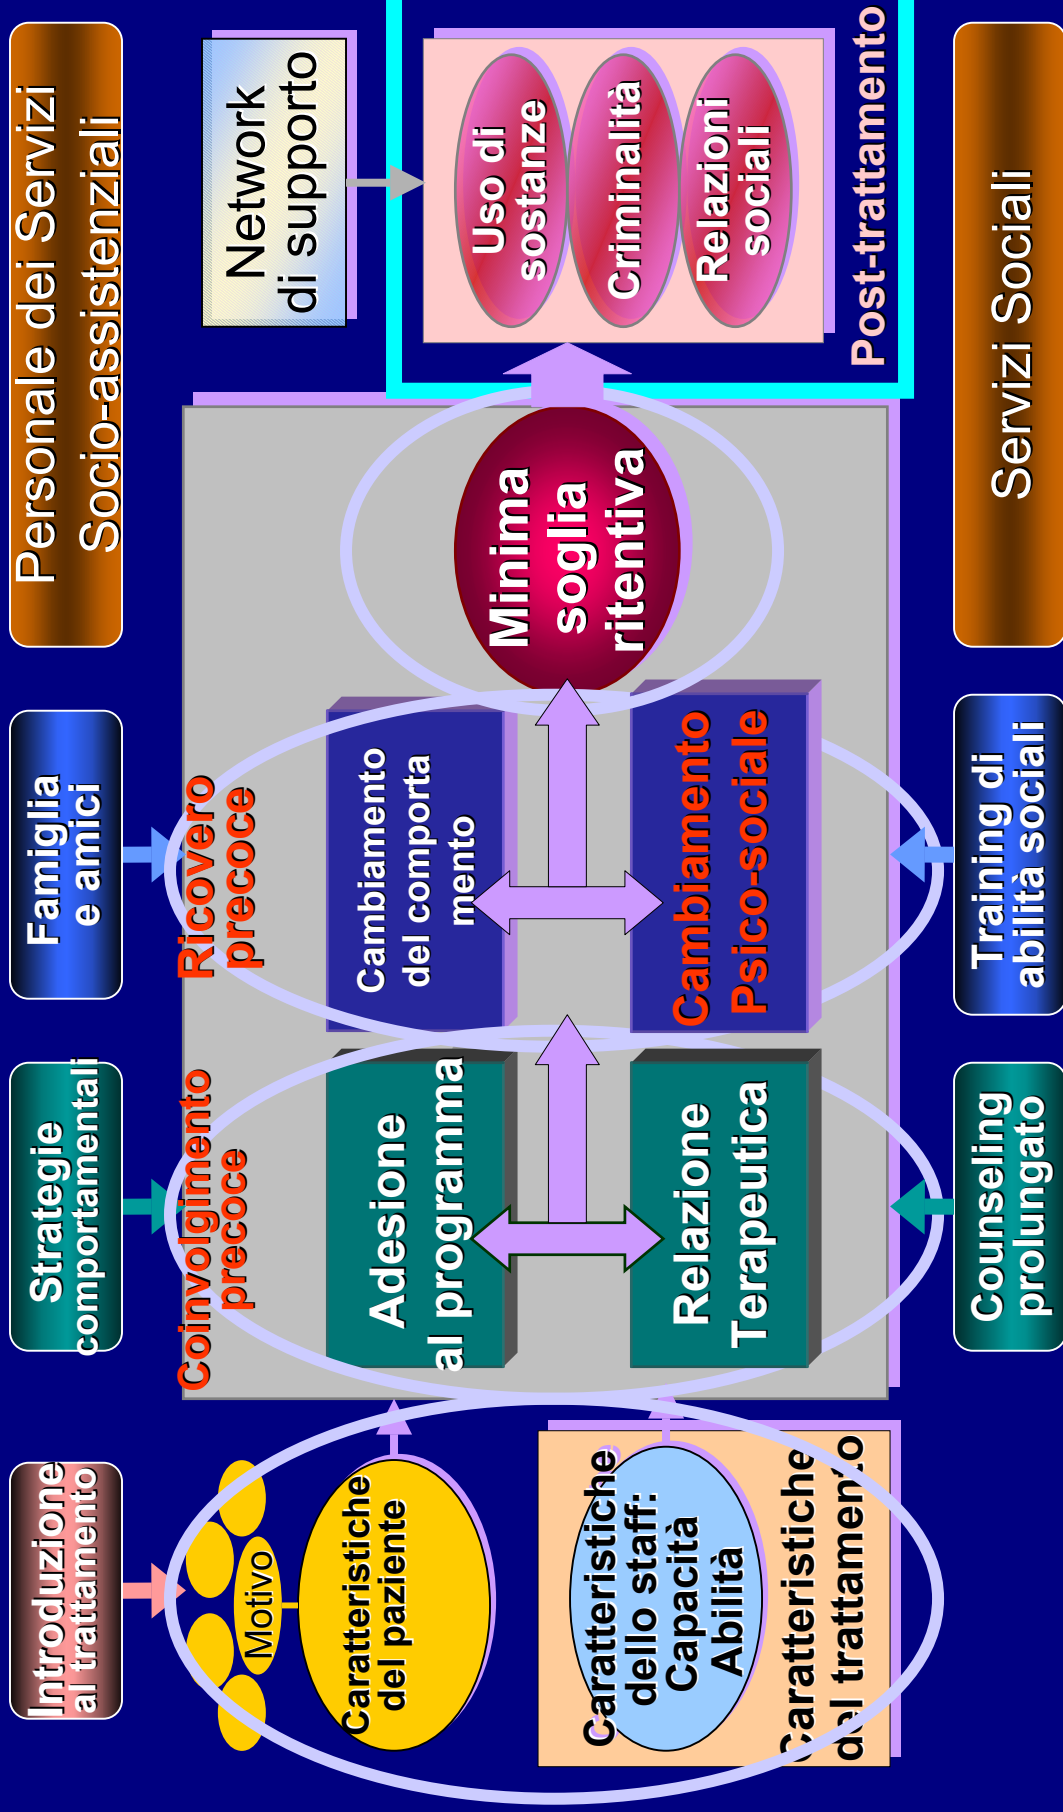 Introduzione
al trattamento
Strategie
comportamentali
Famiglia
e amici
Personale dei Servizi
Socio-assistenziali
Motivo
Caratteristiche
del paziente
Caratteristiche
dello staff:
Capacità
Abilità
Caratteristiche
del trattamento
Coinvolgimento
precoce
Adesione
al programma
Relazione
Terapeutica
Ricovero
precoce
Cambiamento
del comporta
mento
Cambiamento
Psico-sociale
Minima
soglia
ritentiva
Network
di supporto
Uso di
sostanze
Criminalità
Relazioni
sociali
Post-trattamento
Counseling
prolungato
Training di
abilità sociali
Servizi Sociali